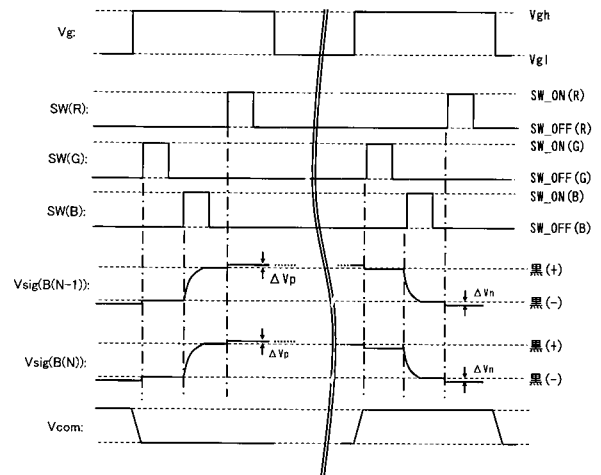 Vg:
Vgh
Vgl
SW(R):
SW_ON(R)
SW_OFF(R)
SW(G):
SW_ON(G)
SW_OFF(G)
SW(B):
SW_ON(B)
SW_OFF(B)
Vsig(B(N-1)):
ΔVp
ΔVn
黒(+)
黒(-)
Vsig(B(N)):
ΔVp
ΔVn
黒(+)
黒(-)
Vcom: